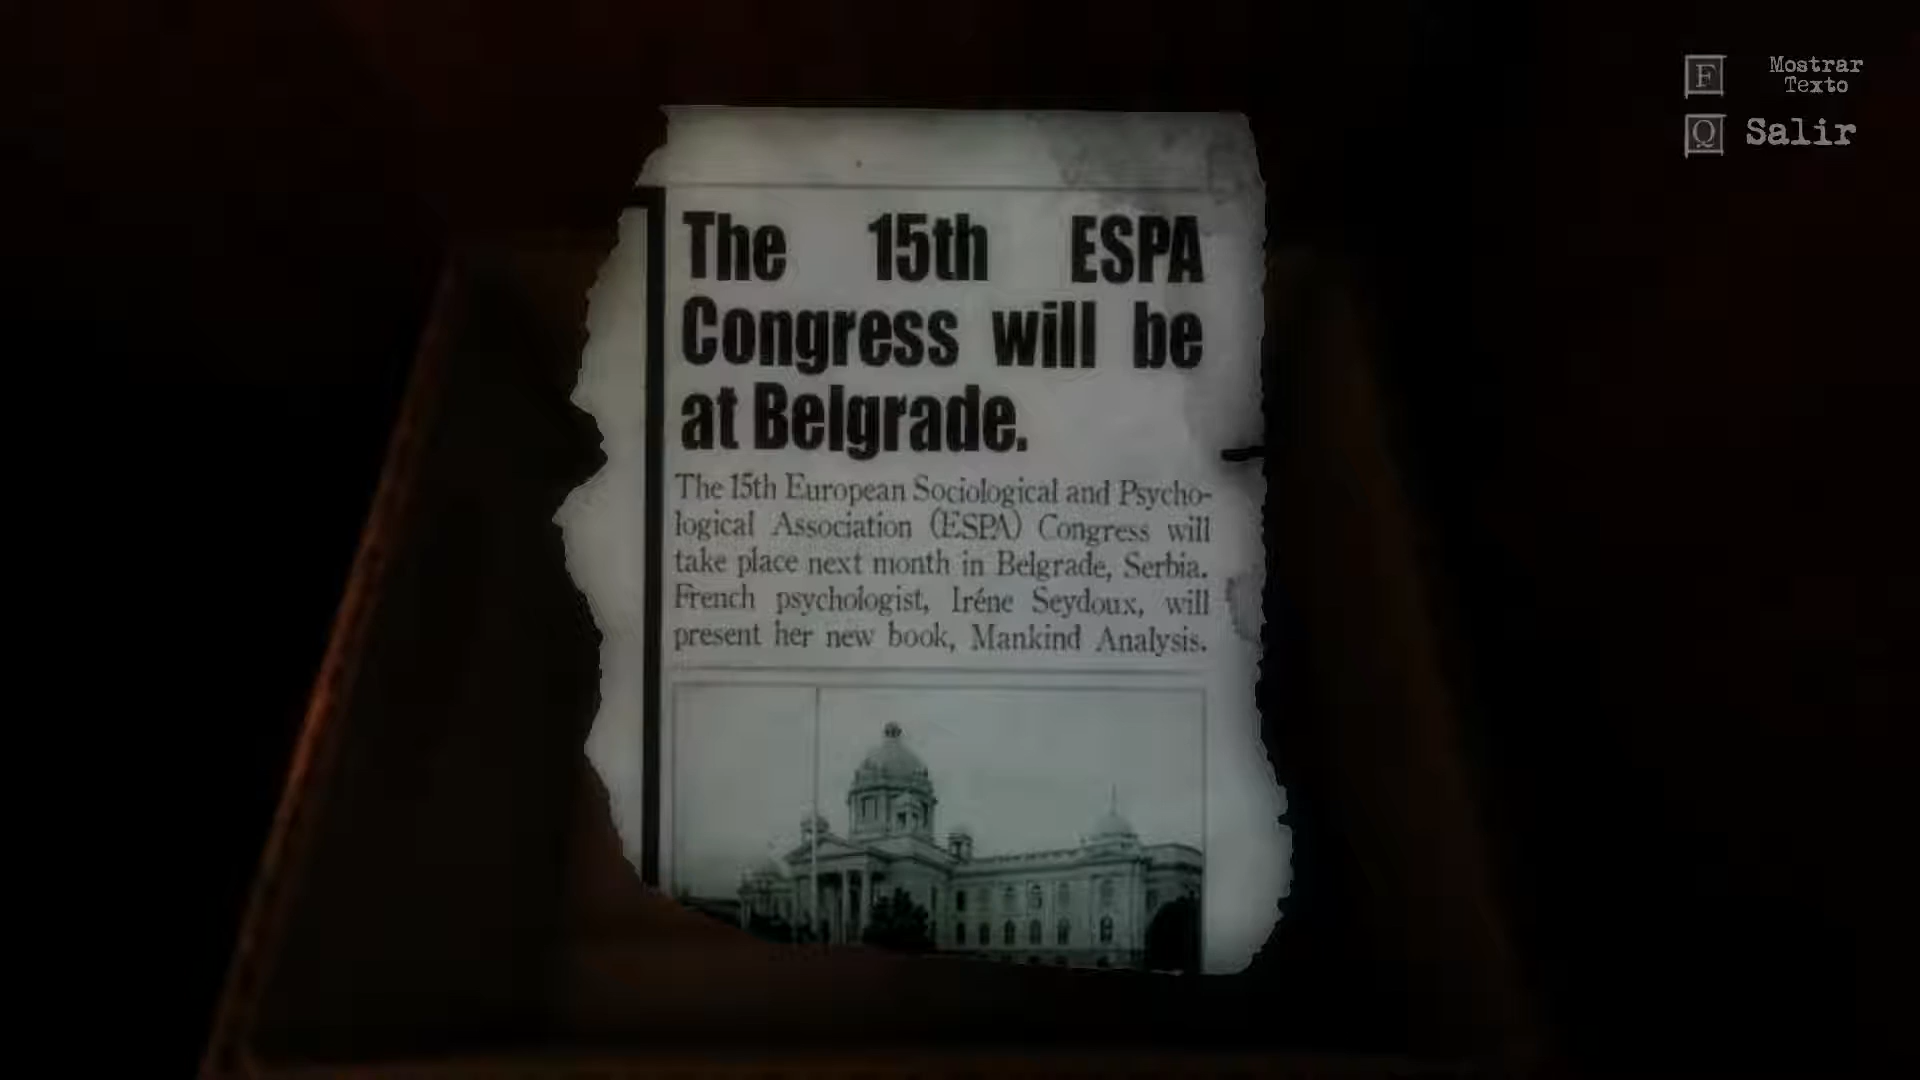 F Mostrar
Texto
Q Salir
The 15th ESPA
Congress will be
at Belgrade.
The 15th European Sociological and Psycho-
logical Association (ESPA) Congress will
take place next month in Belgrade, Serbia.
French psychologist, Iréne Seydoux, will
present her new book, Mankind Analysis.